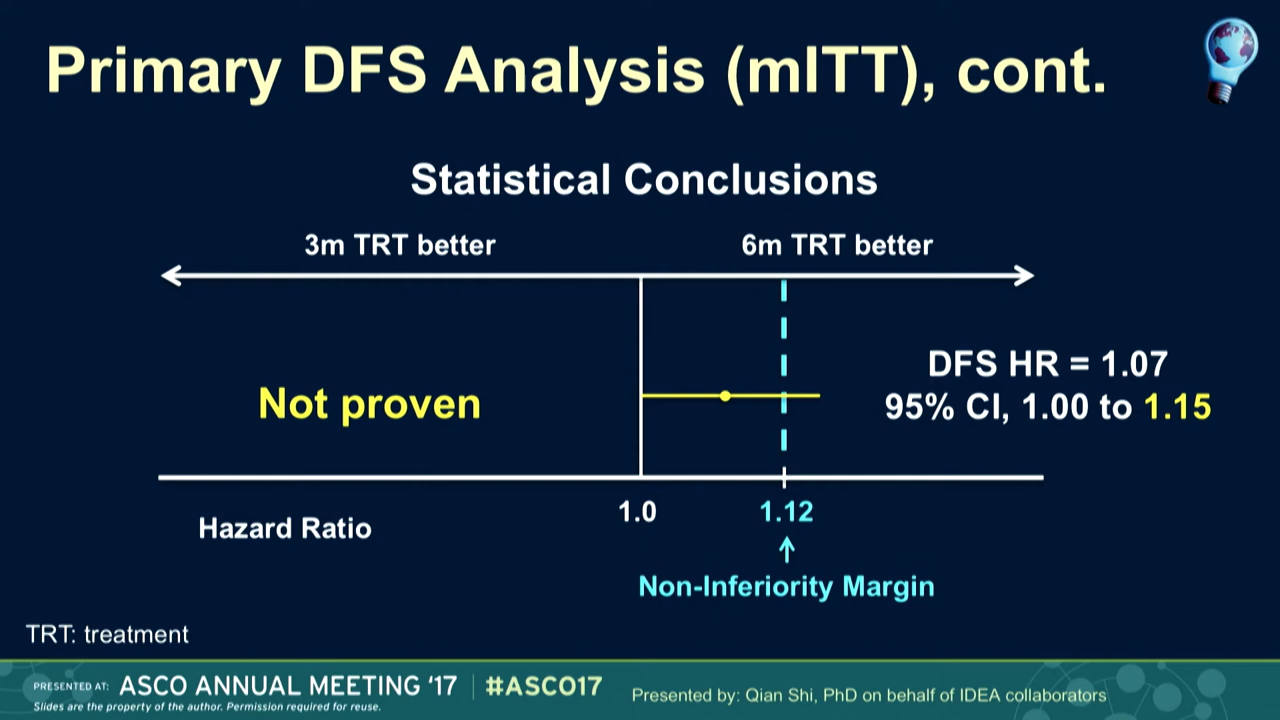 Primary DFS Analysis (mITT), cont.
Statistical Conclusions
3m TRT better
6m TRT better
Not proven
DFS HR = 1.07
95% CI, 1.00 to 1.15
1.0
1.12
Hazard Ratio
Non-Inferiority Margin
TRT: treatment
PRESENTED AT: ASCO ANNUAL MEETING ‘17 #ASCO17
Slides are the property of the author. Permission required for reuse.
Presented by: Qian Shi, PhD on behalf of IDEA collaborators